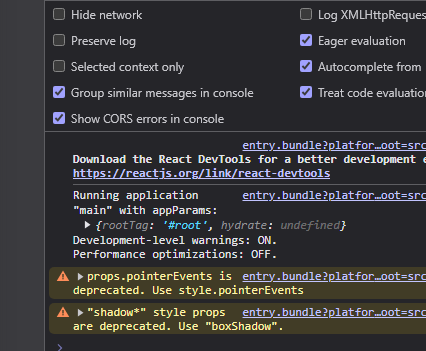 Hide network
Log XMLHttpReques
Preserve log
Eager evaluation
Selected context only
Autocomplete from
Group similar messages in console
Treat code evaluation
Show CORS errors in console
entry.bundle?platfor…oot=src
Download the React DevTools for a better development e
https://reactjs.org/link/react-devtools
Running application entry.bundle?platfor…oot=src
"main" with appParams:
{rootTag: '#root', hydrate: undefined}
Development-level warnings: ON.
Performance optimizations: OFF.
props.pointerEvents is entry.bundle?platfor…oot=src
deprecated. Use style.pointerEvents
"shadow*" style props entry.bundle?platfor…oot=src
are deprecated. Use "boxShadow".